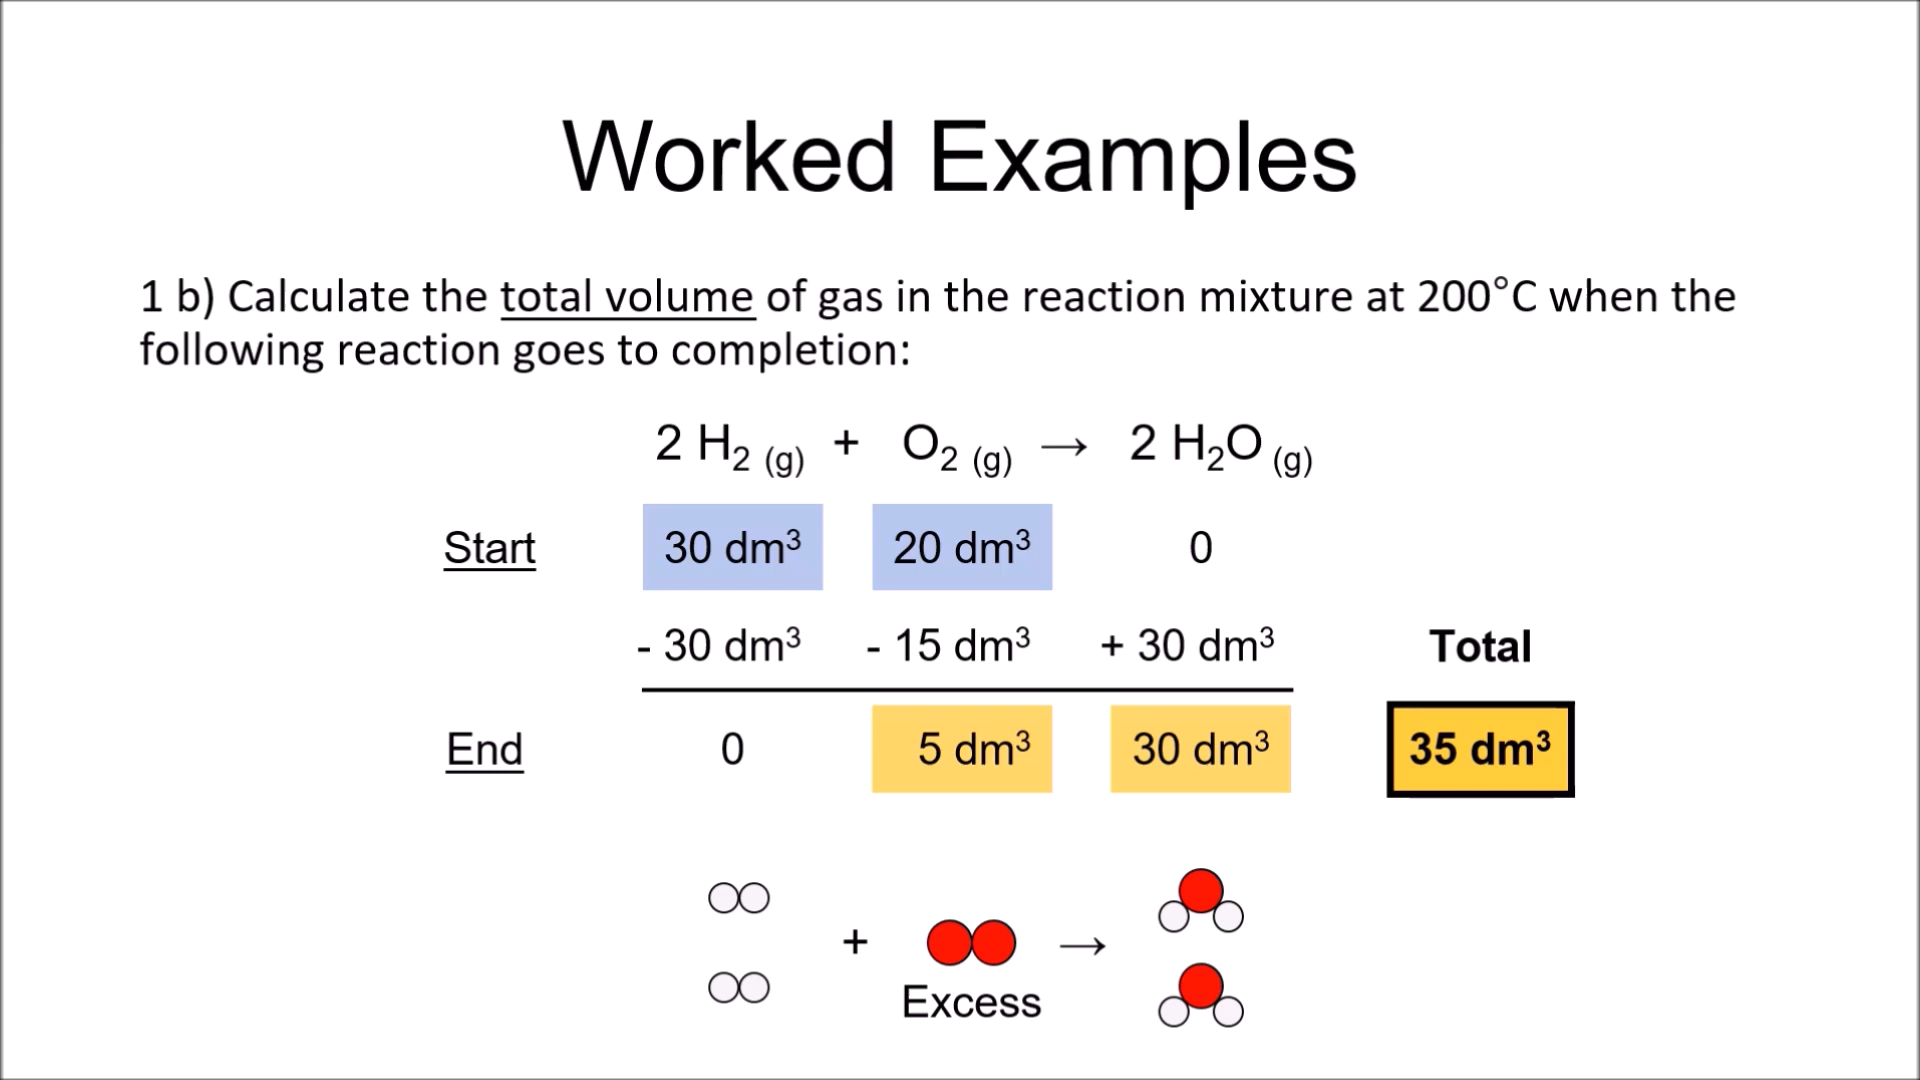 Worked Examples
1 b) Calculate the total volume of gas in the reaction mixture at 200°C when the
following reaction goes to completion:
2 H₂ (g) + O₂ (g) → 2 H₂O (g)
Start 30 dm³ 20 dm³ 0
- 30 dm³ - 15 dm³ + 30 dm³ Total
End 0 5 dm³ 30 dm³ 35 dm³
+ →
Excess